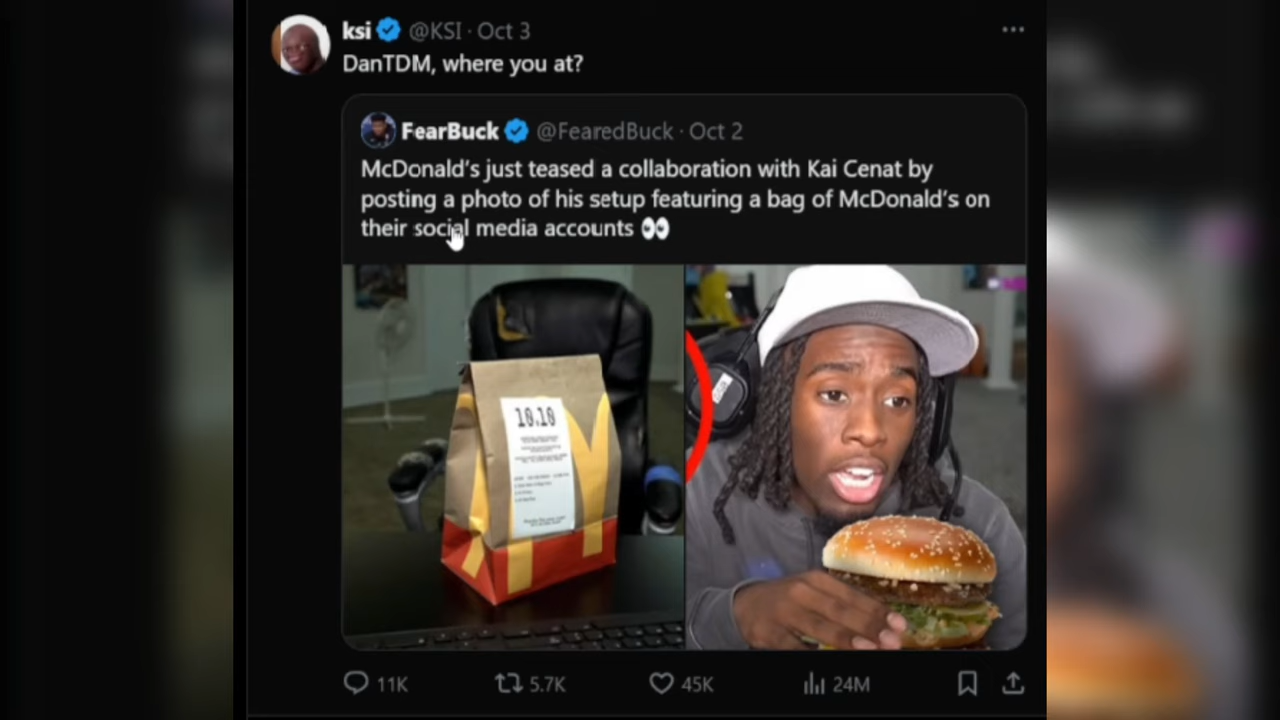 ksi @KSI · Oct 3
DanTDM, where you at?
FearBuck @FearedBuck · Oct 2
McDonald's just teased a collaboration with Kai Cenat by
posting a photo of his setup featuring a bag of McDonald's on
their social media accounts 👀
10.10
11K 5.7K 45K 24M